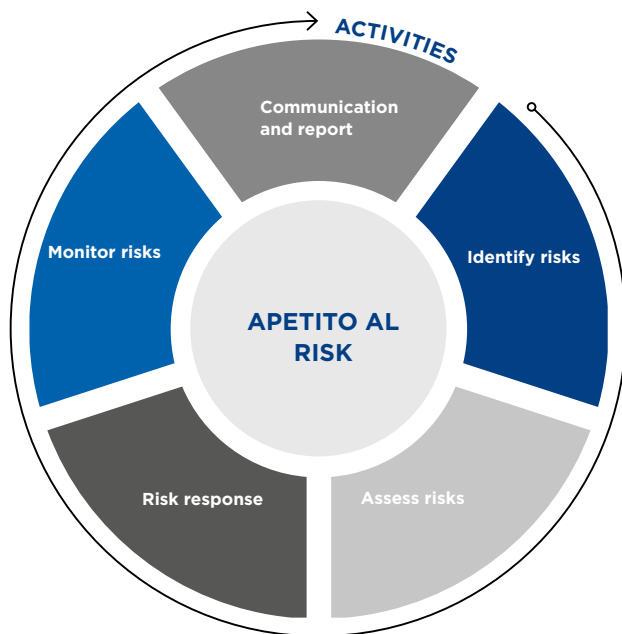 ACTIVITIES
Communication
and report
Identify risks
Assess risks
Risk response
Monitor risks
APETITO AL
RISK